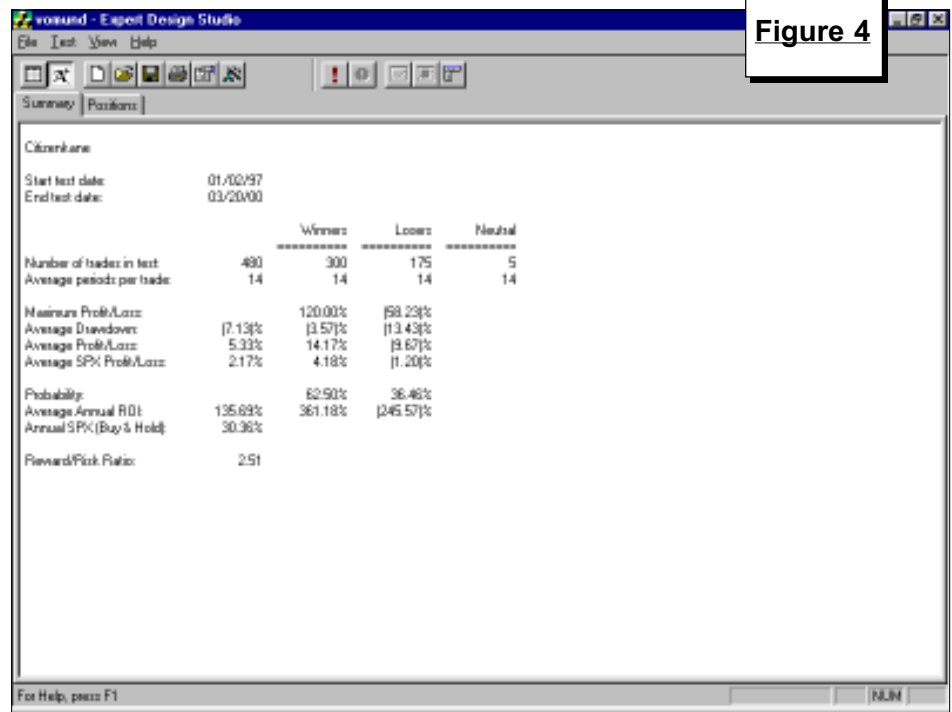 vomund - Expert Design Studio
Figure 4
File Test View Help
Summary Positions
Citizenkane
Start test date: 01/02/97
End test date: 03/20/00
Winners Losers Neutral
========== ========== ==========
Number of trades in test: 480 300 175 5
Average periods per trade: 14 14 14 14
Maximum Profit/Loss: 120.00% (58.23)%
Average Drawdown: (7.13)% (3.57)% (13.43)%
Average Profit/Loss: 5.33% 14.17% (9.67)%
Average SPX Profit/Loss: 2.17% 4.18% (1.20)%
Probability: 62.50% 36.46%
Average Annual ROI: 135.69% 361.18% (245.57)%
Annual SPX (Buy & Hold): 30.36%
Reward/Risk Ratio: 2.51
For Help, press F1
NUM